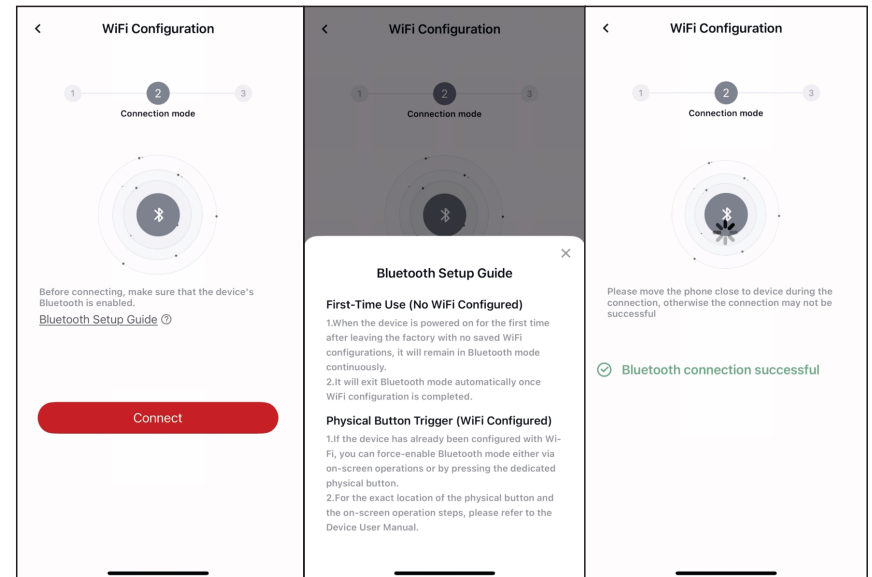 WiFi Configuration
1
2
3
Connection mode
Before connecting, make sure that the device's
Bluetooth is enabled.
Bluetooth Setup Guide ?
Connect
WiFi Configuration
1
2
3
Connection mode
Bluetooth Setup Guide
First-Time Use (No WiFi Configured)
1.When the device is powered on for the first time
after leaving the factory with no saved WiFi
configurations, it will remain in Bluetooth mode
continuously.
2.It will exit Bluetooth mode automatically once
WiFi configuration is completed.
Physical Button Trigger (WiFi Configured)
1.If the device has already been configured with Wi-
Fi, you can force-enable Bluetooth mode either via
on-screen operations or by pressing the dedicated
physical button.
2.For the exact location of the physical button and
the on-screen operation steps, please refer to the
Device User Manual.
WiFi Configuration
1
2
3
Connection mode
Please move the phone close to device during the
connection, otherwise the connection may not be
successful
Bluetooth connection successful